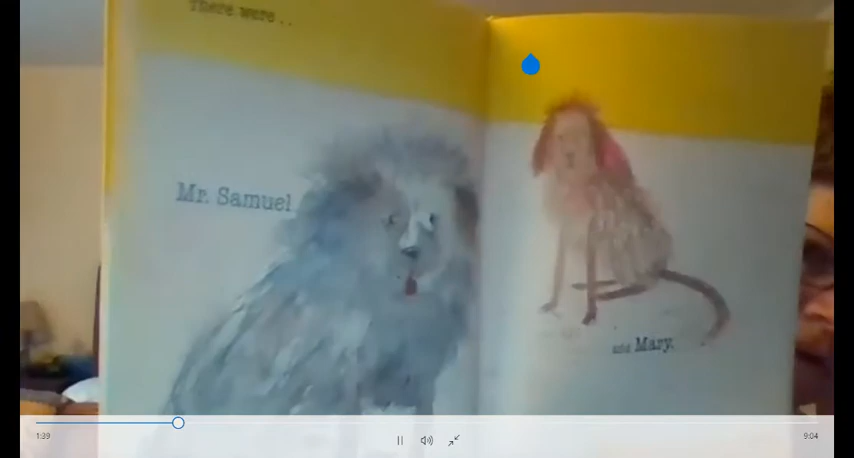 There were . .
Mr. Samuel
and Mary.
1:39
9:04